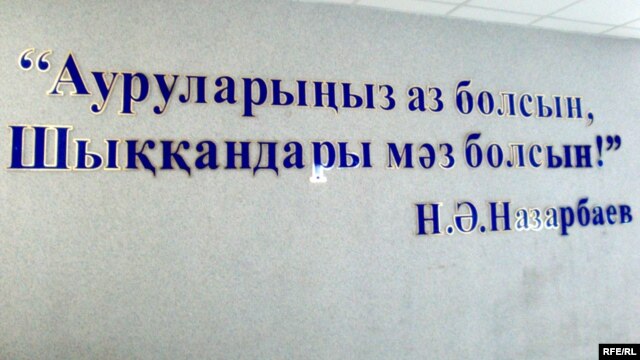 “Ауруларыңыз аз болсын,
Шыққандары мәз болсын!”
Н.Ә.Назарбаев
RFE/RL